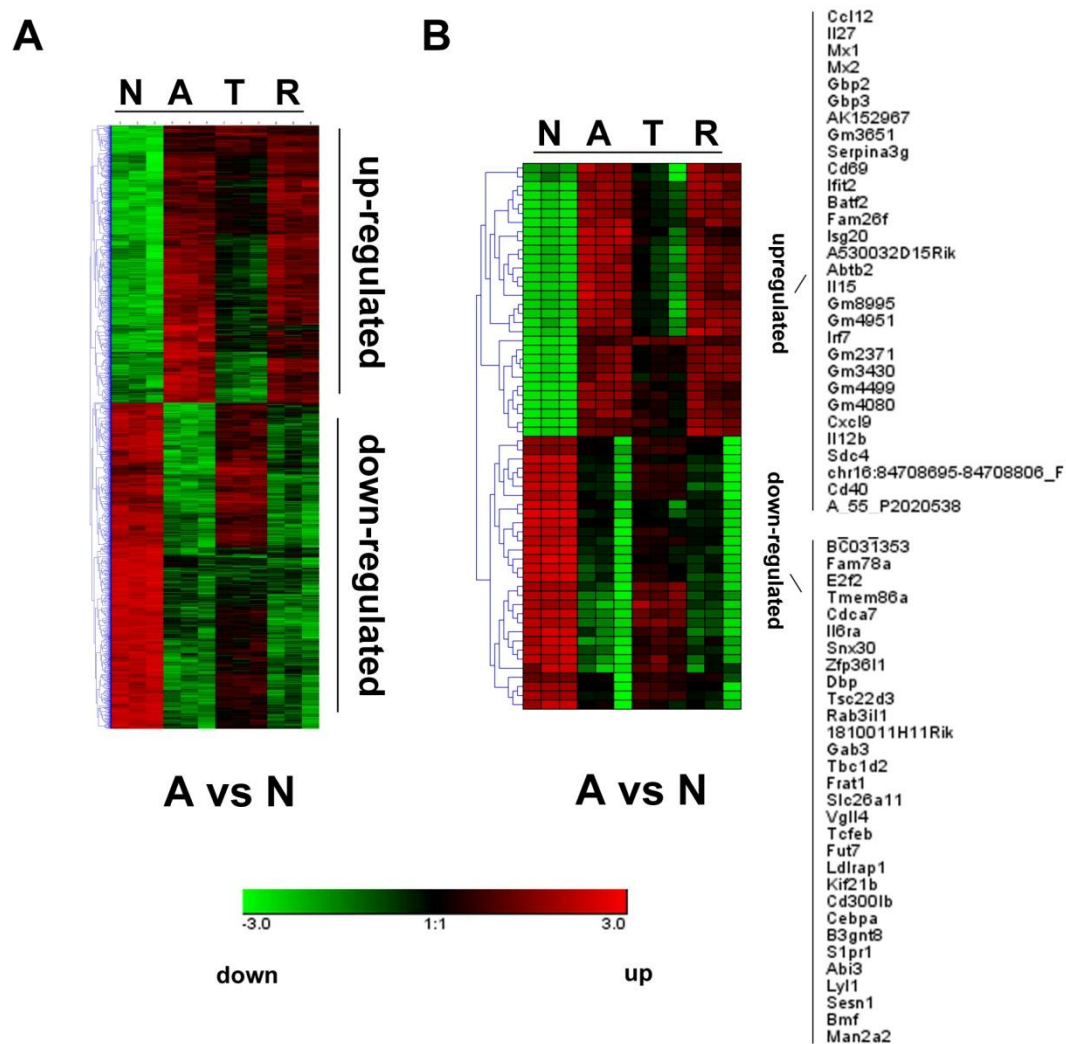 A
N A T R
up-regulated
down-regulated
A vs N
B
N A T R
upregulated
down-regulated
A vs N
-3.0 1:1 3.0
down up
Ccl12
Il27
Mx1
Mx2
Gbp2
Gbp3
AK152967
Gm3651
Serpina3g
Cd69
Ifit2
Batf2
Fam26f
Isg20
A530032D15Rik
Abtb2
Il15
Gm8995
Gm4951
Irf7
Gm2371
Gm3430
Gm4499
Gm4080
Cxcl9
Il12b
Sdc4
chr16:84708695-84708806_F
Cd40
A_55_P2020538
BC031353
Fam78a
E2f2
Tmem86a
Cdca7
Il6ra
Snx30
Zfp36l1
Dbp
Tsc22d3
Rab3il1
1810011H11Rik
Gab3
Tbc1d2
Frat1
Slc26a11
Vgll4
Tcfeb
Fut7
Ldlrap1
Kif21b
Cd300lb
Cebpa
B3gnt8
S1pr1
Abi3
Lyl1
Sesn1
Bmf
Man2a2